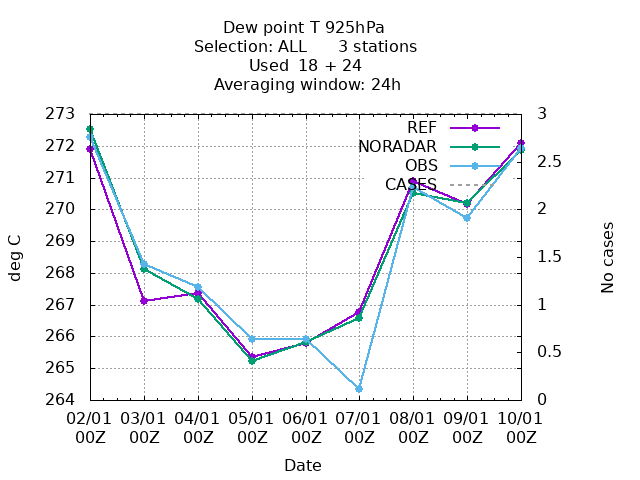 Dew point T 925hPa
Selection: ALL      3 stations
Used  18 + 24
Averaging window: 24h
REF
NORADAR
OBS
CASES
273
272
271
270
269
268
267
266
265
264
deg C
3
2.5
2
1.5
1
0.5
0
No cases
02/01 03/01 04/01 05/01 06/01 07/01 08/01 09/01 10/01
00Z 00Z 00Z 00Z 00Z 00Z 00Z 00Z 00Z
Date